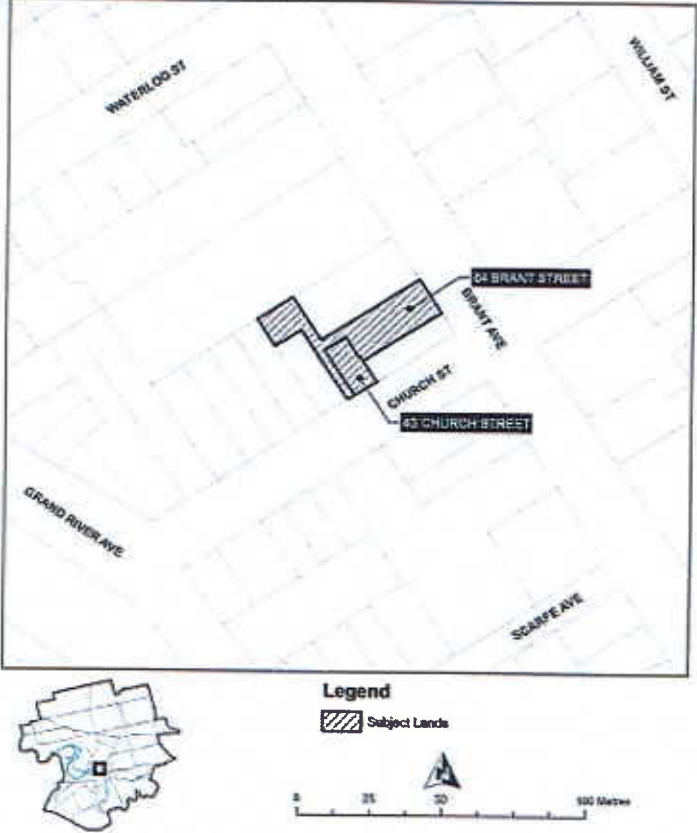 WATERLOO ST
WILLIAM ST
64 BRANT STREET
BRANT AVE
CHURCH ST
43 CHURCH STREET
GRAND RIVER AVE
SCARFE AVE
Legend
Subject Lands
N
0 25 50 100 Metres